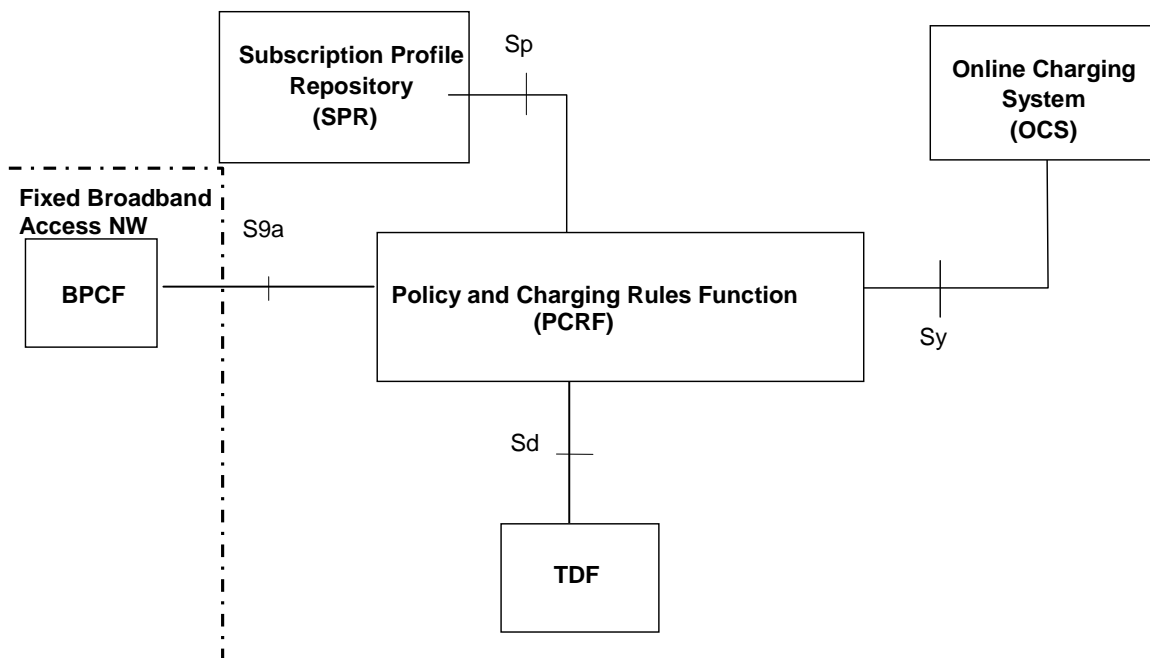 Subscription Profile
Repository
(SPR)
Sp
Online Charging
System
(OCS)
Fixed Broadband
Access NW
S9a
BPCF
Policy and Charging Rules Function
(PCRF)
Sy
Sd
TDF